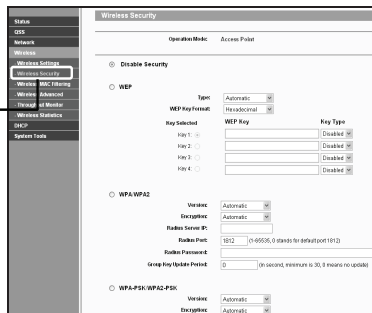 Status
QSS
Network
Wireless
- Wireless Settings
- Wireless Security
- Wireless MAC Filtering
- Wireless Advanced
- Throughput Monitor
- Wireless Statistics
DHCP
System Tools
Wireless Security
Operation Mode: Access Point
Disable Security
WEP
Type: Automatic
WEP Key Format: Hexadecimal
Key Selected WEP Key Key Type
Key 1: Disabled
Key 2: Disabled
Key 3: Disabled
Key 4: Disabled
WPA/WPA2
Version: Automatic
Encryption: Automatic
Radius Server IP:
Radius Port: 1812 (1-65535, 0 stands for default port 1812)
Radius Password:
Group Key Update Period: 0 (in second, minimum is 30, 0 means no update)
WPA-PSK/WPA2-PSK
Version: Automatic
Encryption: Automatic